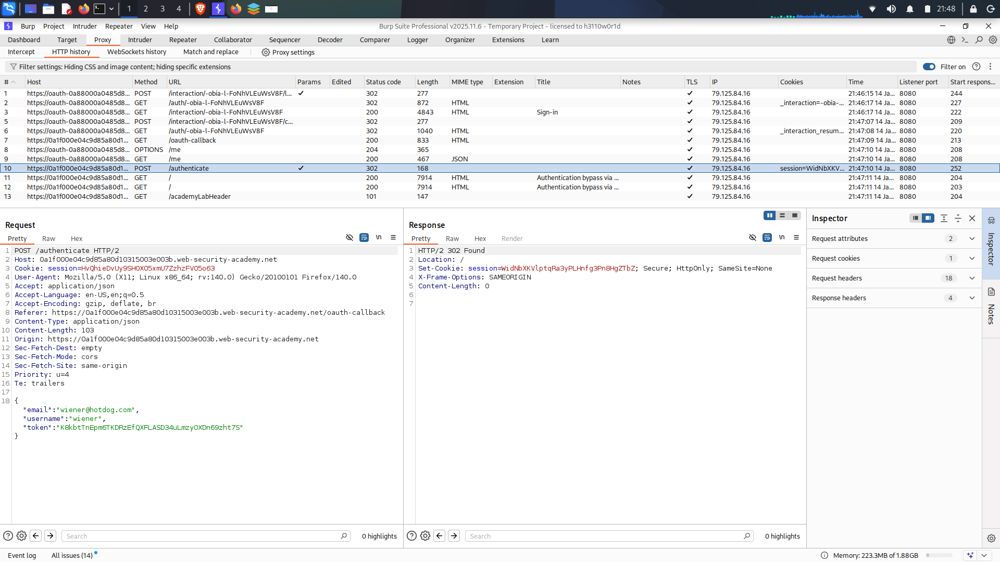 1 2 3 4 21:48
Burp Project Intruder Repeater View Help Burp Suite Professional v2025.11.6 - Temporary Project - licensed to h3110w0r1d
Dashboard Target Proxy Intruder Repeater Collaborator Sequencer Decoder Comparer Logger Organizer Extensions Learn
Intercept HTTP history WebSockets history Match and replace Proxy settings
Filter settings: Hiding CSS and image content; hiding specific extensions Filter on
# Host Method URL Params Edited Status code Length MIME type Extension Title Notes TLS IP Cookies Time Listener port Start respons...
1 https://oauth-0a88000a0485d8... POST /interaction/-obia-l-FoNhVLEuWsV8F/l... ✓ 302 277 ✓ 79.125.84.16 21:46:15 14 Ja... 8080 244
2 https://oauth-0a88000a0485d8... GET /auth/-obia-l-FoNhVLEuWsV8F 302 872 HTML ✓ 79.125.84.16 _interaction=-obia-... 21:46:17 14 Ja... 8080 227
3 https://oauth-0a88000a0485d8... GET /interaction/-obia-l-FoNhVLEuWsV8F 200 4843 HTML Sign-in ✓ 79.125.84.16 21:46:17 14 Ja... 8080 222
5 https://oauth-0a88000a0485d8... POST /interaction/-obia-l-FoNhVLEuWsV8F/c... 302 277 ✓ 79.125.84.16 21:47:07 14 Ja... 8080 209
6 https://oauth-0a88000a0485d8... GET /auth/-obia-l-FoNhVLEuWsV8F 302 1040 HTML ✓ 79.125.84.16 _interaction_resum... 21:47:08 14 Ja... 8080 220
7 https://0a1f000e04c9d85a80d1... GET /oauth-callback 200 833 HTML ✓ 79.125.84.16 21:47:09 14 Ja... 8080 213
8 https://oauth-0a88000a0485d8... OPTIONS /me 204 365 ✓ 79.125.84.16 21:47:10 14 Ja... 8080 208
9 https://oauth-0a88000a0485d8... GET /me 200 467 JSON ✓ 79.125.84.16 21:47:10 14 Ja... 8080 208
10 https://0a1f000e04c9d85a80d1... POST /authenticate ✓ 302 168 ✓ 79.125.84.16 session=WidNbXKV... 21:47:10 14 Ja... 8080 252
11 https://0a1f000e04c9d85a80d1... GET / 200 7914 HTML Authentication bypass via ... ✓ 79.125.84.16 21:47:11 14 Ja... 8080 204
12 https://0a1f000e04c9d85a80d1... GET / 200 7914 HTML Authentication bypass via ... ✓ 79.125.84.16 21:47:11 14 Ja... 8080 203
13 https://0a1f000e04c9d85a80d1... GET /academyLabHeader 101 147 ✓ 79.125.84.16 21:47:11 14 Ja... 8080 204
Request
Pretty Raw Hex \n
1 POST /authenticate HTTP/2
2 Host: 0a1f000e04c9d85a80d10315003e003b.web-security-academy.net
3 Cookie: session=HvQhieDvUy9SH0XO5xmU7ZzhzFVO5o63
4 User-Agent: Mozilla/5.0 (X11; Linux x86_64; rv:140.0) Gecko/20100101 Firefox/140.0
5 Accept: application/json
6 Accept-Language: en-US,en;q=0.5
7 Accept-Encoding: gzip, deflate, br
8 Referer: https://0a1f000e04c9d85a80d10315003e003b.web-security-academy.net/oauth-callback
9 Content-Type: application/json
10 Content-Length: 103
11 Origin: https://0a1f000e04c9d85a80d10315003e003b.web-security-academy.net
12 Sec-Fetch-Dest: empty
13 Sec-Fetch-Mode: cors
14 Sec-Fetch-Site: same-origin
15 Priority: u=4
16 Te: trailers
17
18 {
"email":"wiener@hotdog.com",
"username":"wiener",
"token":"K8kbtTnEpm6TKDRzEfQXFLASD34uLmzyOXDn69zht7S"
}
Search 0 highlights
Response
Pretty Raw Hex Render \n
1 HTTP/2 302 Found
2 Location: /
3 Set-Cookie: session=WidNbXKVlptqRa3yPLHnfg3Pn8HgZTbZ; Secure; HttpOnly; SameSite=None
4 X-Frame-Options: SAMEORIGIN
5 Content-Length: 0
6
7
Search 0 highlights
Inspector
Request attributes 2
Request cookies 1
Request headers 18
Response headers 4
Inspector
Notes
Event log All issues (14) Memory: 223.3MB of 1.88GB